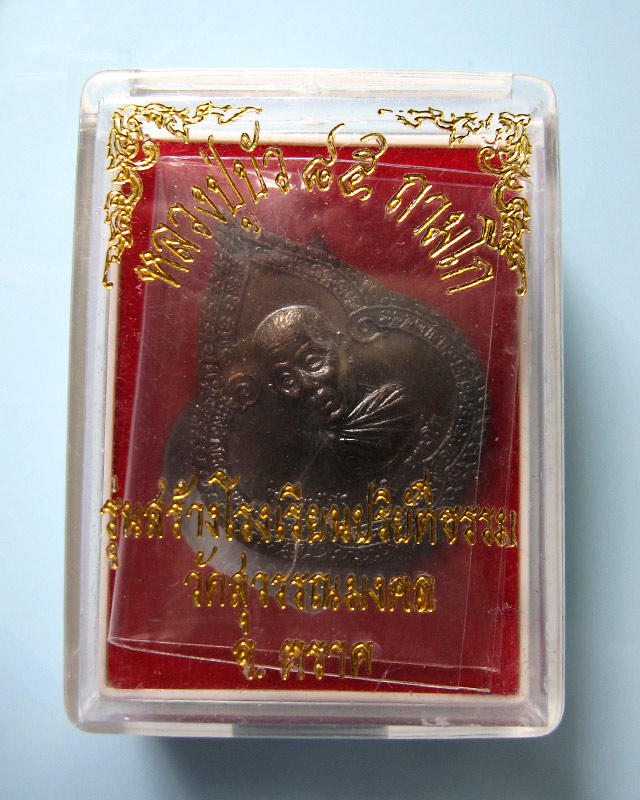 หลวงปู่บัว ๘๕ ถามโก
รุ่นสร้างโรงเรียนปริยัติธรรม
วัดสุวรรณมงคล
จ. ตราด